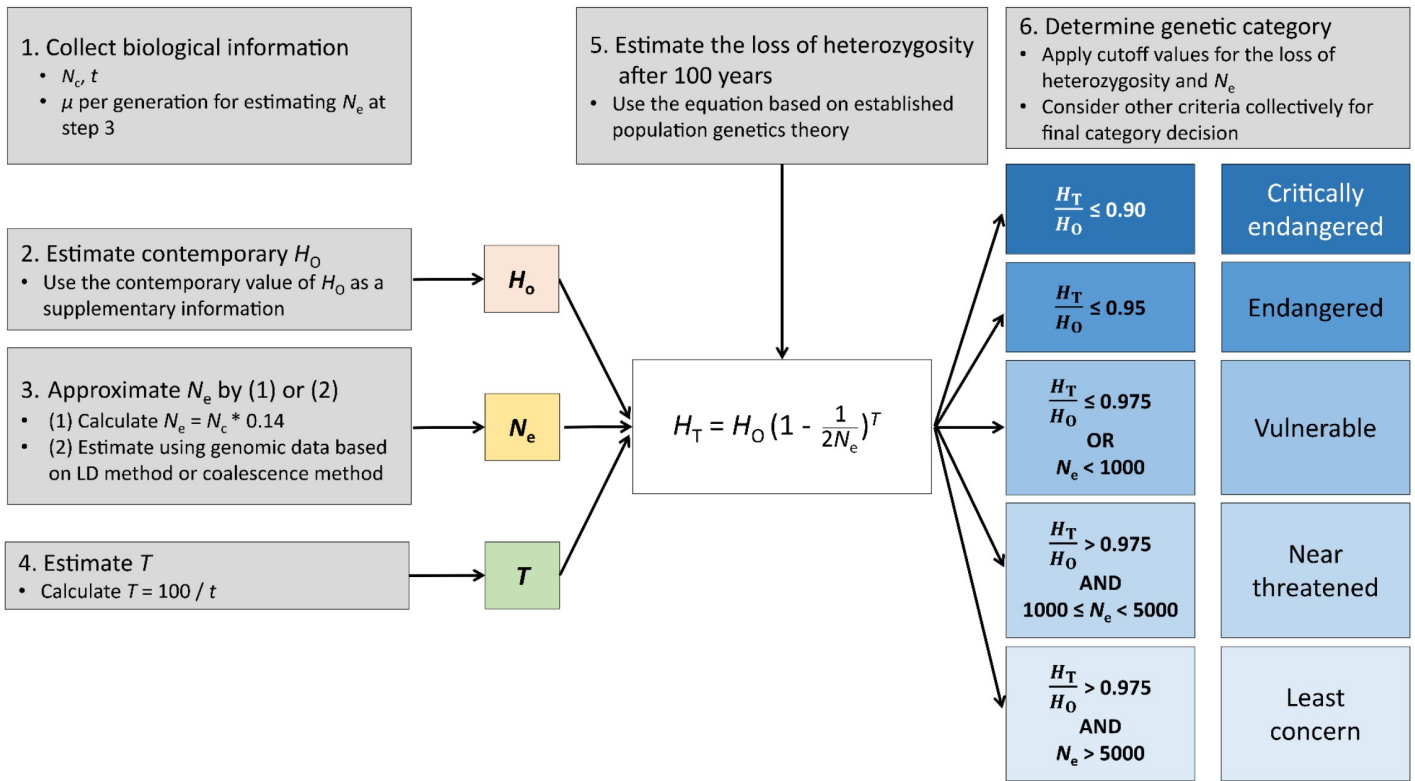 1. Collect biological information
• Nc, t
• μ per generation for estimating Ne at
step 3
2. Estimate contemporary HO
• Use the contemporary value of HO as a
supplementary information
3. Approximate Ne by (1) or (2)
• (1) Calculate Ne = Nc * 0.14
• (2) Estimate using genomic data based
on LD method or coalescence method
4. Estimate T
• Calculate T = 100 / t
Ho
Ne
T
5. Estimate the loss of heterozygosity
after 100 years
• Use the equation based on established
population genetics theory
HT = HO (1 - 1/2Ne)^T
6. Determine genetic category
• Apply cutoff values for the loss of
heterozygosity and Ne
• Consider other criteria collectively for
final category decision
HT/HO ≤ 0.90
Critically
endangered
HT/HO ≤ 0.95
Endangered
HT/HO ≤ 0.975
OR
Ne < 1000
Vulnerable
HT/HO > 0.975
AND
1000 ≤ Ne < 5000
Near
threatened
HT/HO > 0.975
AND
Ne > 5000
Least
concern